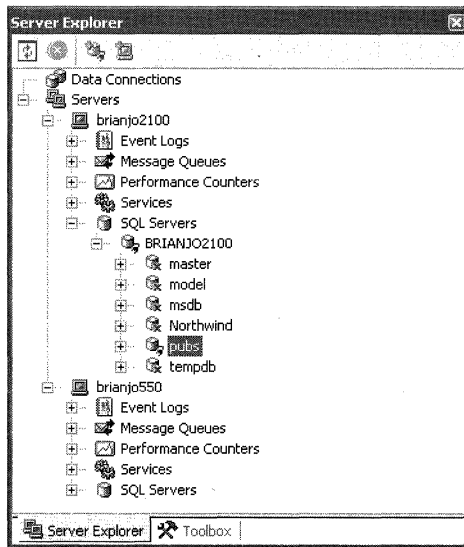 Server Explorer
Data Connections
Servers
brianjo2100
Event Logs
Message Queues
Performance Counters
Services
SQL Servers
BRIANJO2100
master
model
msdb
Northwind
pubs
tempdb
brianjo550
Event Logs
Message Queues
Performance Counters
Services
SQL Servers
Server Explorer Toolbox